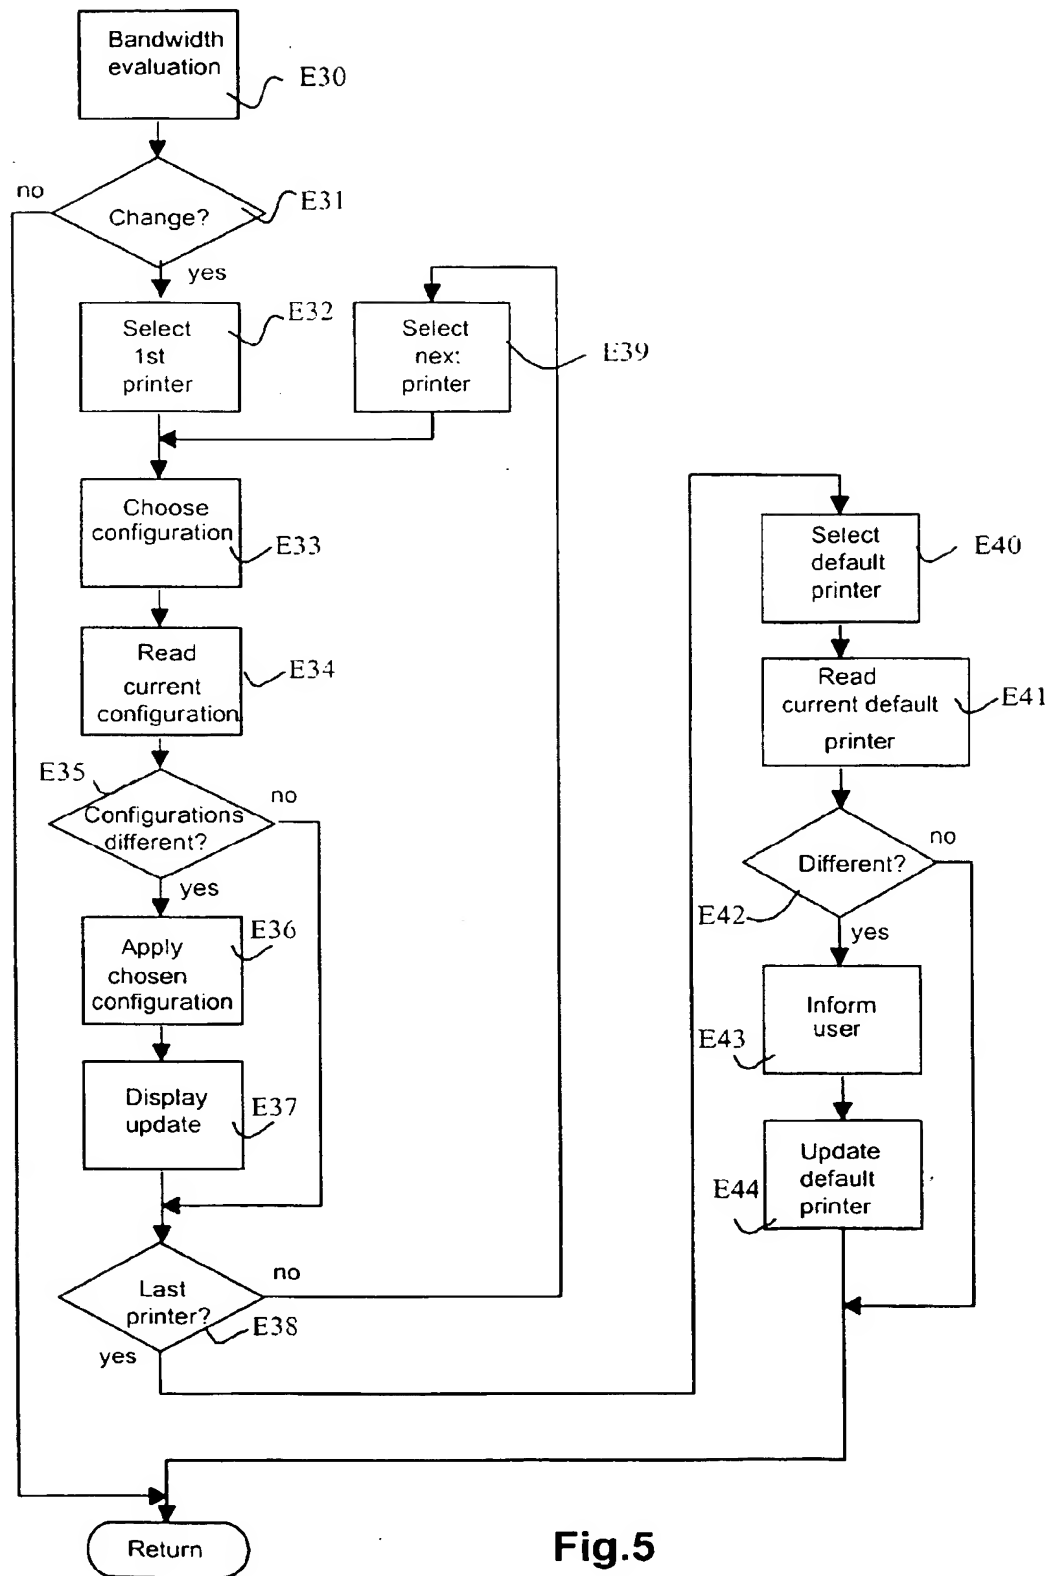 Bandwidth
evaluation
E30
no
Change?
E31
yes
Select
1st
printer
E32
Select
nex:
printer
E39
Choose
configuration
E33
Read
current
configuration
E34
E35
Configurations
different?
no
yes
Apply
chosen
configuration
E36
Display
update
E37
Last
printer?
no
E38
yes
Select
default
printer
E40
Read
current default
printer
E41
Different?
no
E42
yes
Inform
user
E43
Update
default
printer
E44
Return
Fig.5